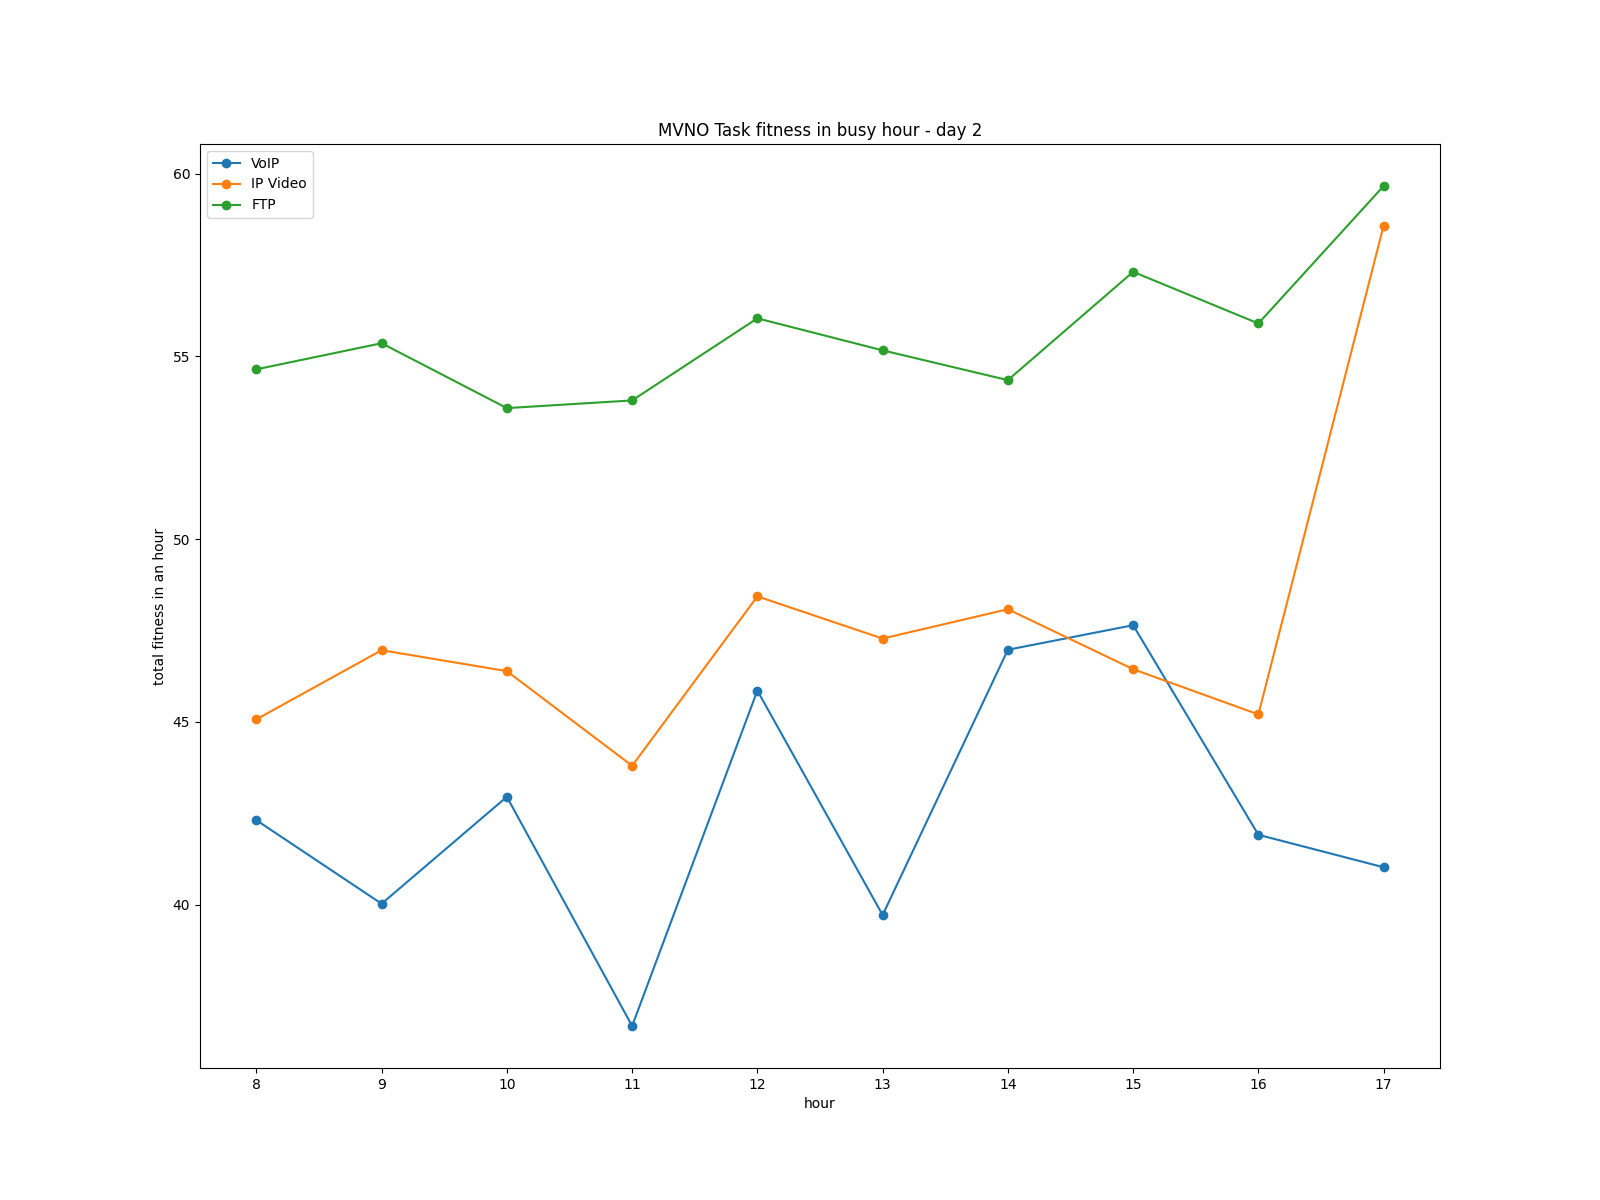 MVNO Task fitness in busy hour - day 2
VoIP
IP Video
FTP
60
55
50
45
40
total fitness in an hour
8 9 10 11 12 13 14 15 16 17
hour